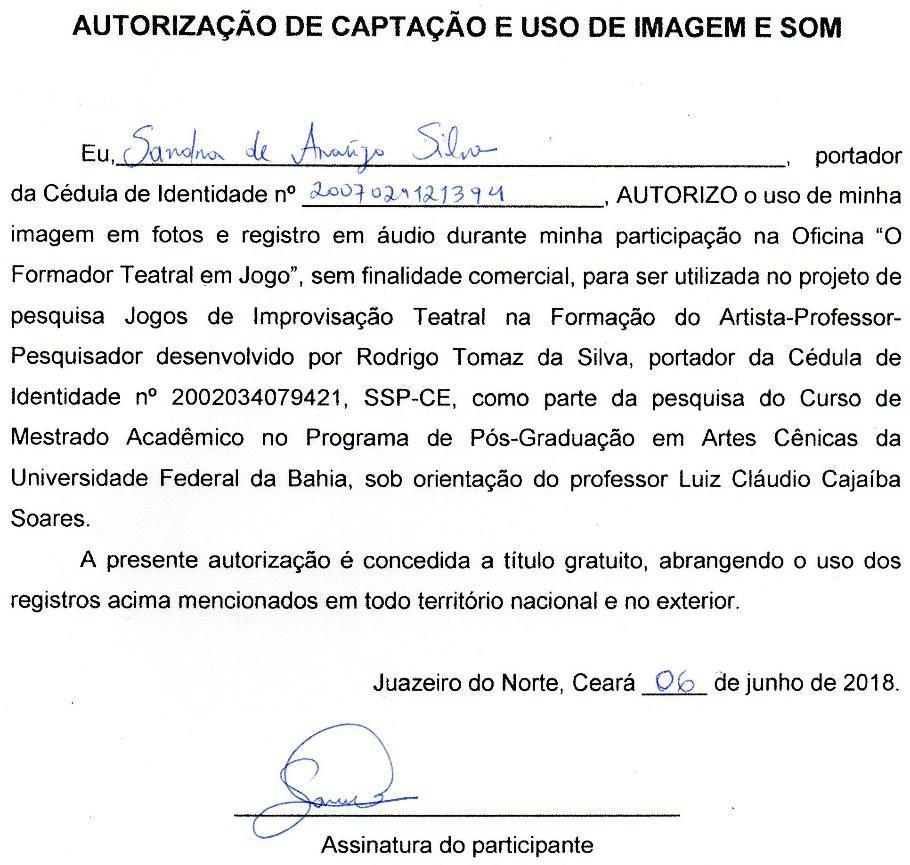 AUTORIZAÇÃO DE CAPTAÇÃO E USO DE IMAGEM E SOM
Eu, Sandra de Araújo Silva, portador
da Cédula de Identidade nº 2007029121394, AUTORIZO o uso de minha
imagem em fotos e registro em áudio durante minha participação na Oficina “O
Formador Teatral em Jogo”, sem finalidade comercial, para ser utilizada no projeto de
pesquisa Jogos de Improvisação Teatral na Formação do Artista-Professor-
Pesquisador desenvolvido por Rodrigo Tomaz da Silva, portador da Cédula de
Identidade nº 2002034079421, SSP-CE, como parte da pesquisa do Curso de
Mestrado Acadêmico no Programa de Pós-Graduação em Artes Cênicas da
Universidade Federal da Bahia, sob orientação do professor Luiz Cláudio Cajaíba
Soares.
A presente autorização é concedida a título gratuito, abrangendo o uso dos
registros acima mencionados em todo território nacional e no exterior.
Juazeiro do Norte, Ceará 06 de junho de 2018.
Assinatura do participante